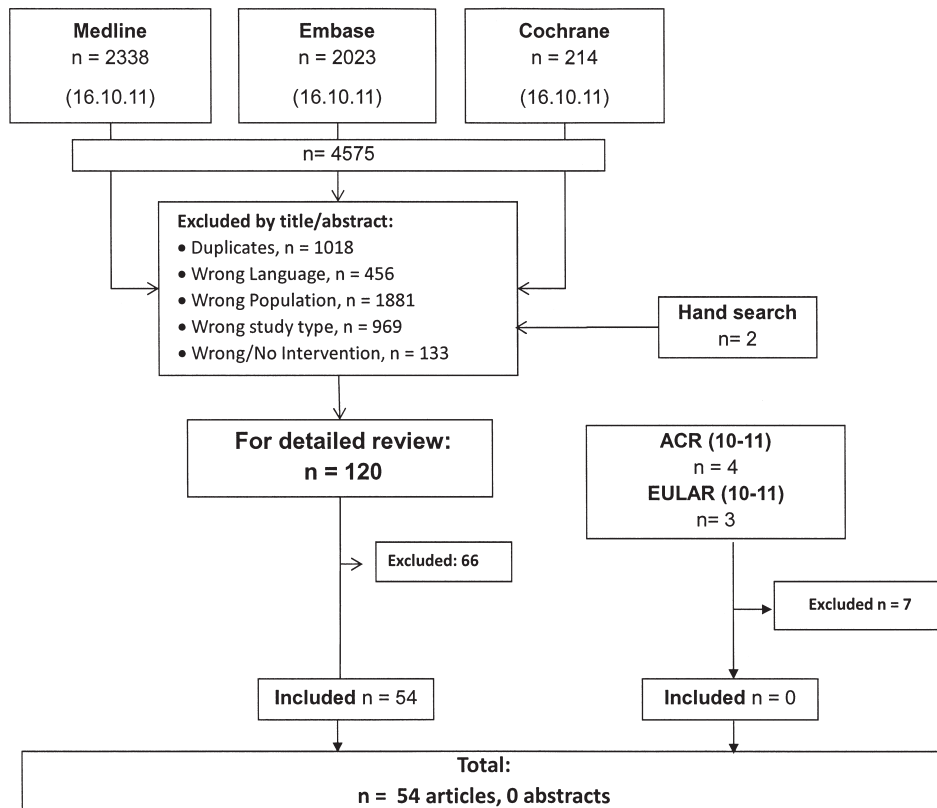 Medline
n = 2338
(16.10.11)
Embase
n = 2023
(16.10.11)
Cochrane
n = 214
(16.10.11)
n= 4575
Excluded by title/abstract:
• Duplicates, n = 1018
• Wrong Language, n = 456
• Wrong Population, n = 1881
• Wrong study type, n = 969
• Wrong/No Intervention, n = 133
Hand search
n= 2
For detailed review:
n = 120
ACR (10-11)
n = 4
EULAR (10-11)
n= 3
Excluded: 66
Excluded n = 7
Included n = 54
Included n = 0
Total:
n = 54 articles, 0 abstracts